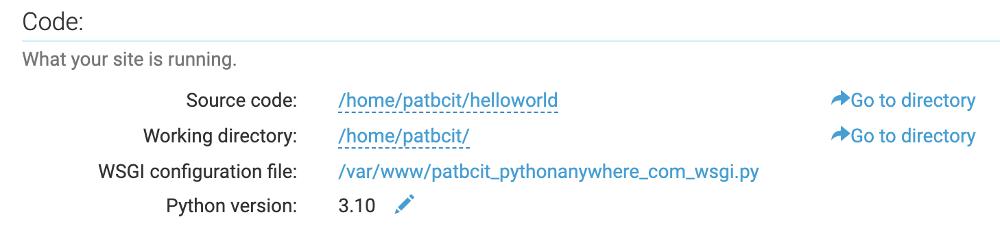 Code:
What your site is running.
Source code: /home/patbcit/helloworld Go to directory
Working directory: /home/patbcit/ Go to directory
WSGI configuration file: /var/www/patbcit_pythonanywhere_com_wsgi.py
Python version: 3.10